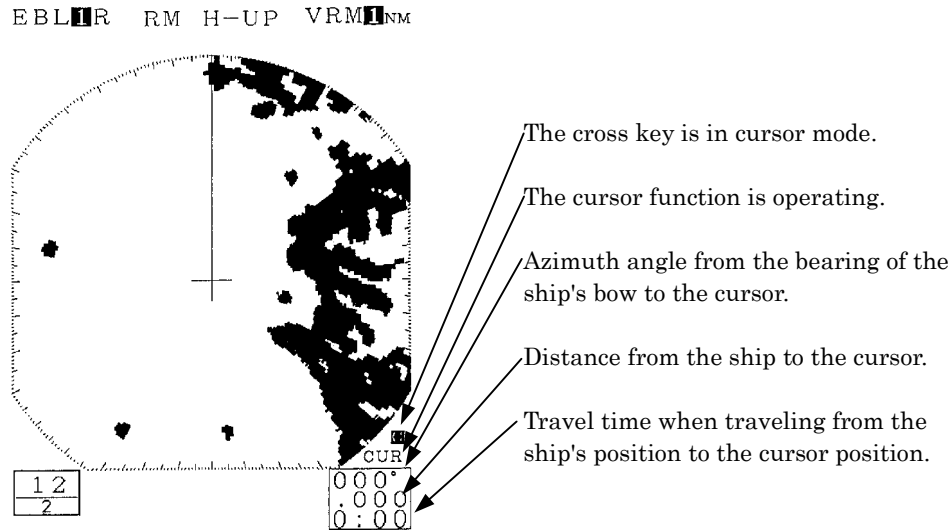 EBL1R RM H-UP VRM1NM
The cross key is in cursor mode.
The cursor function is operating.
Azimuth angle from the bearing of the
ship's bow to the cursor.
Distance from the ship to the cursor.
Travel time when traveling from the
ship's position to the cursor position.
CUR
000°
.000
0:00
12
2